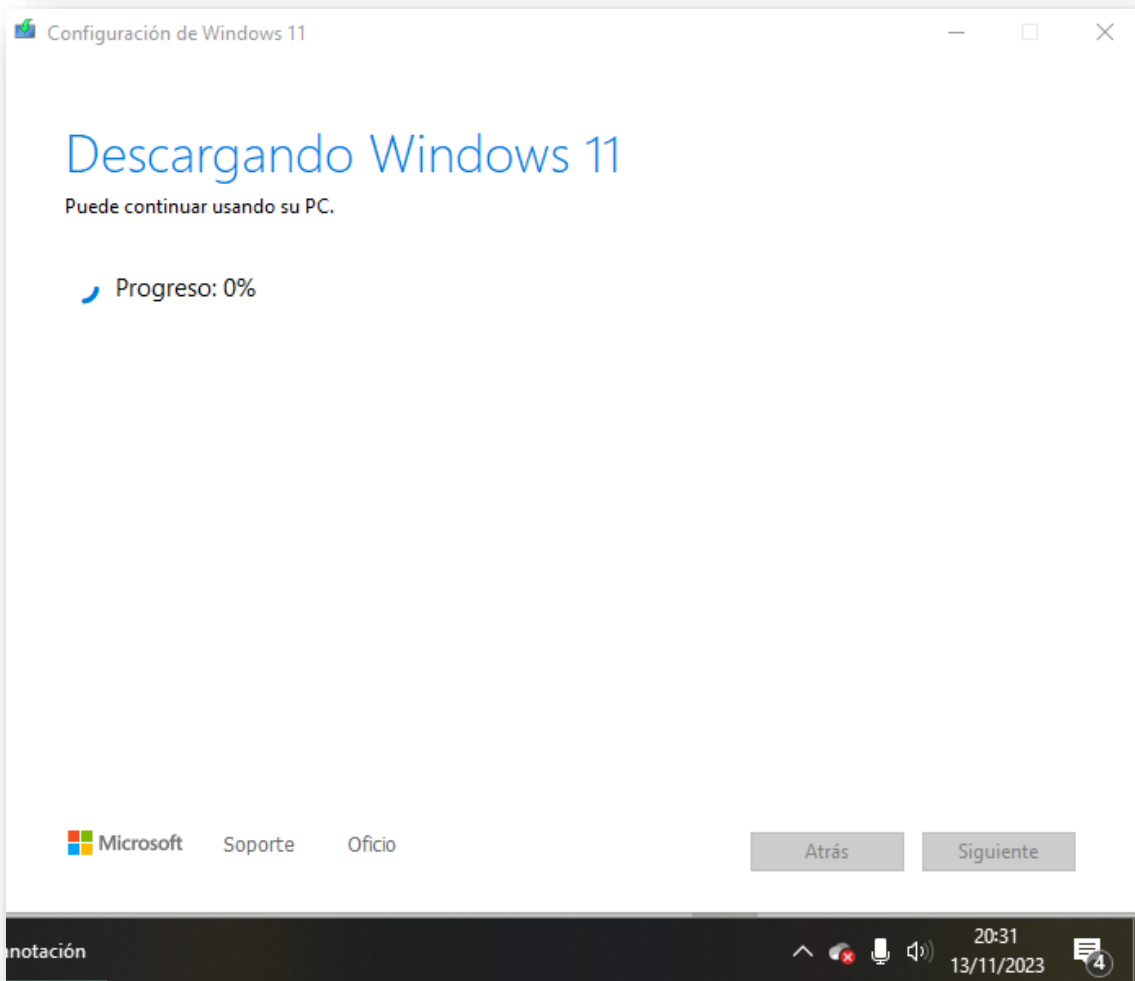 Configuración de Windows 11
Descargando Windows 11
Puede continuar usando su PC.
Progreso: 0%
Microsoft Soporte Oficio
Atrás Siguiente
notación
20:31
13/11/2023
4